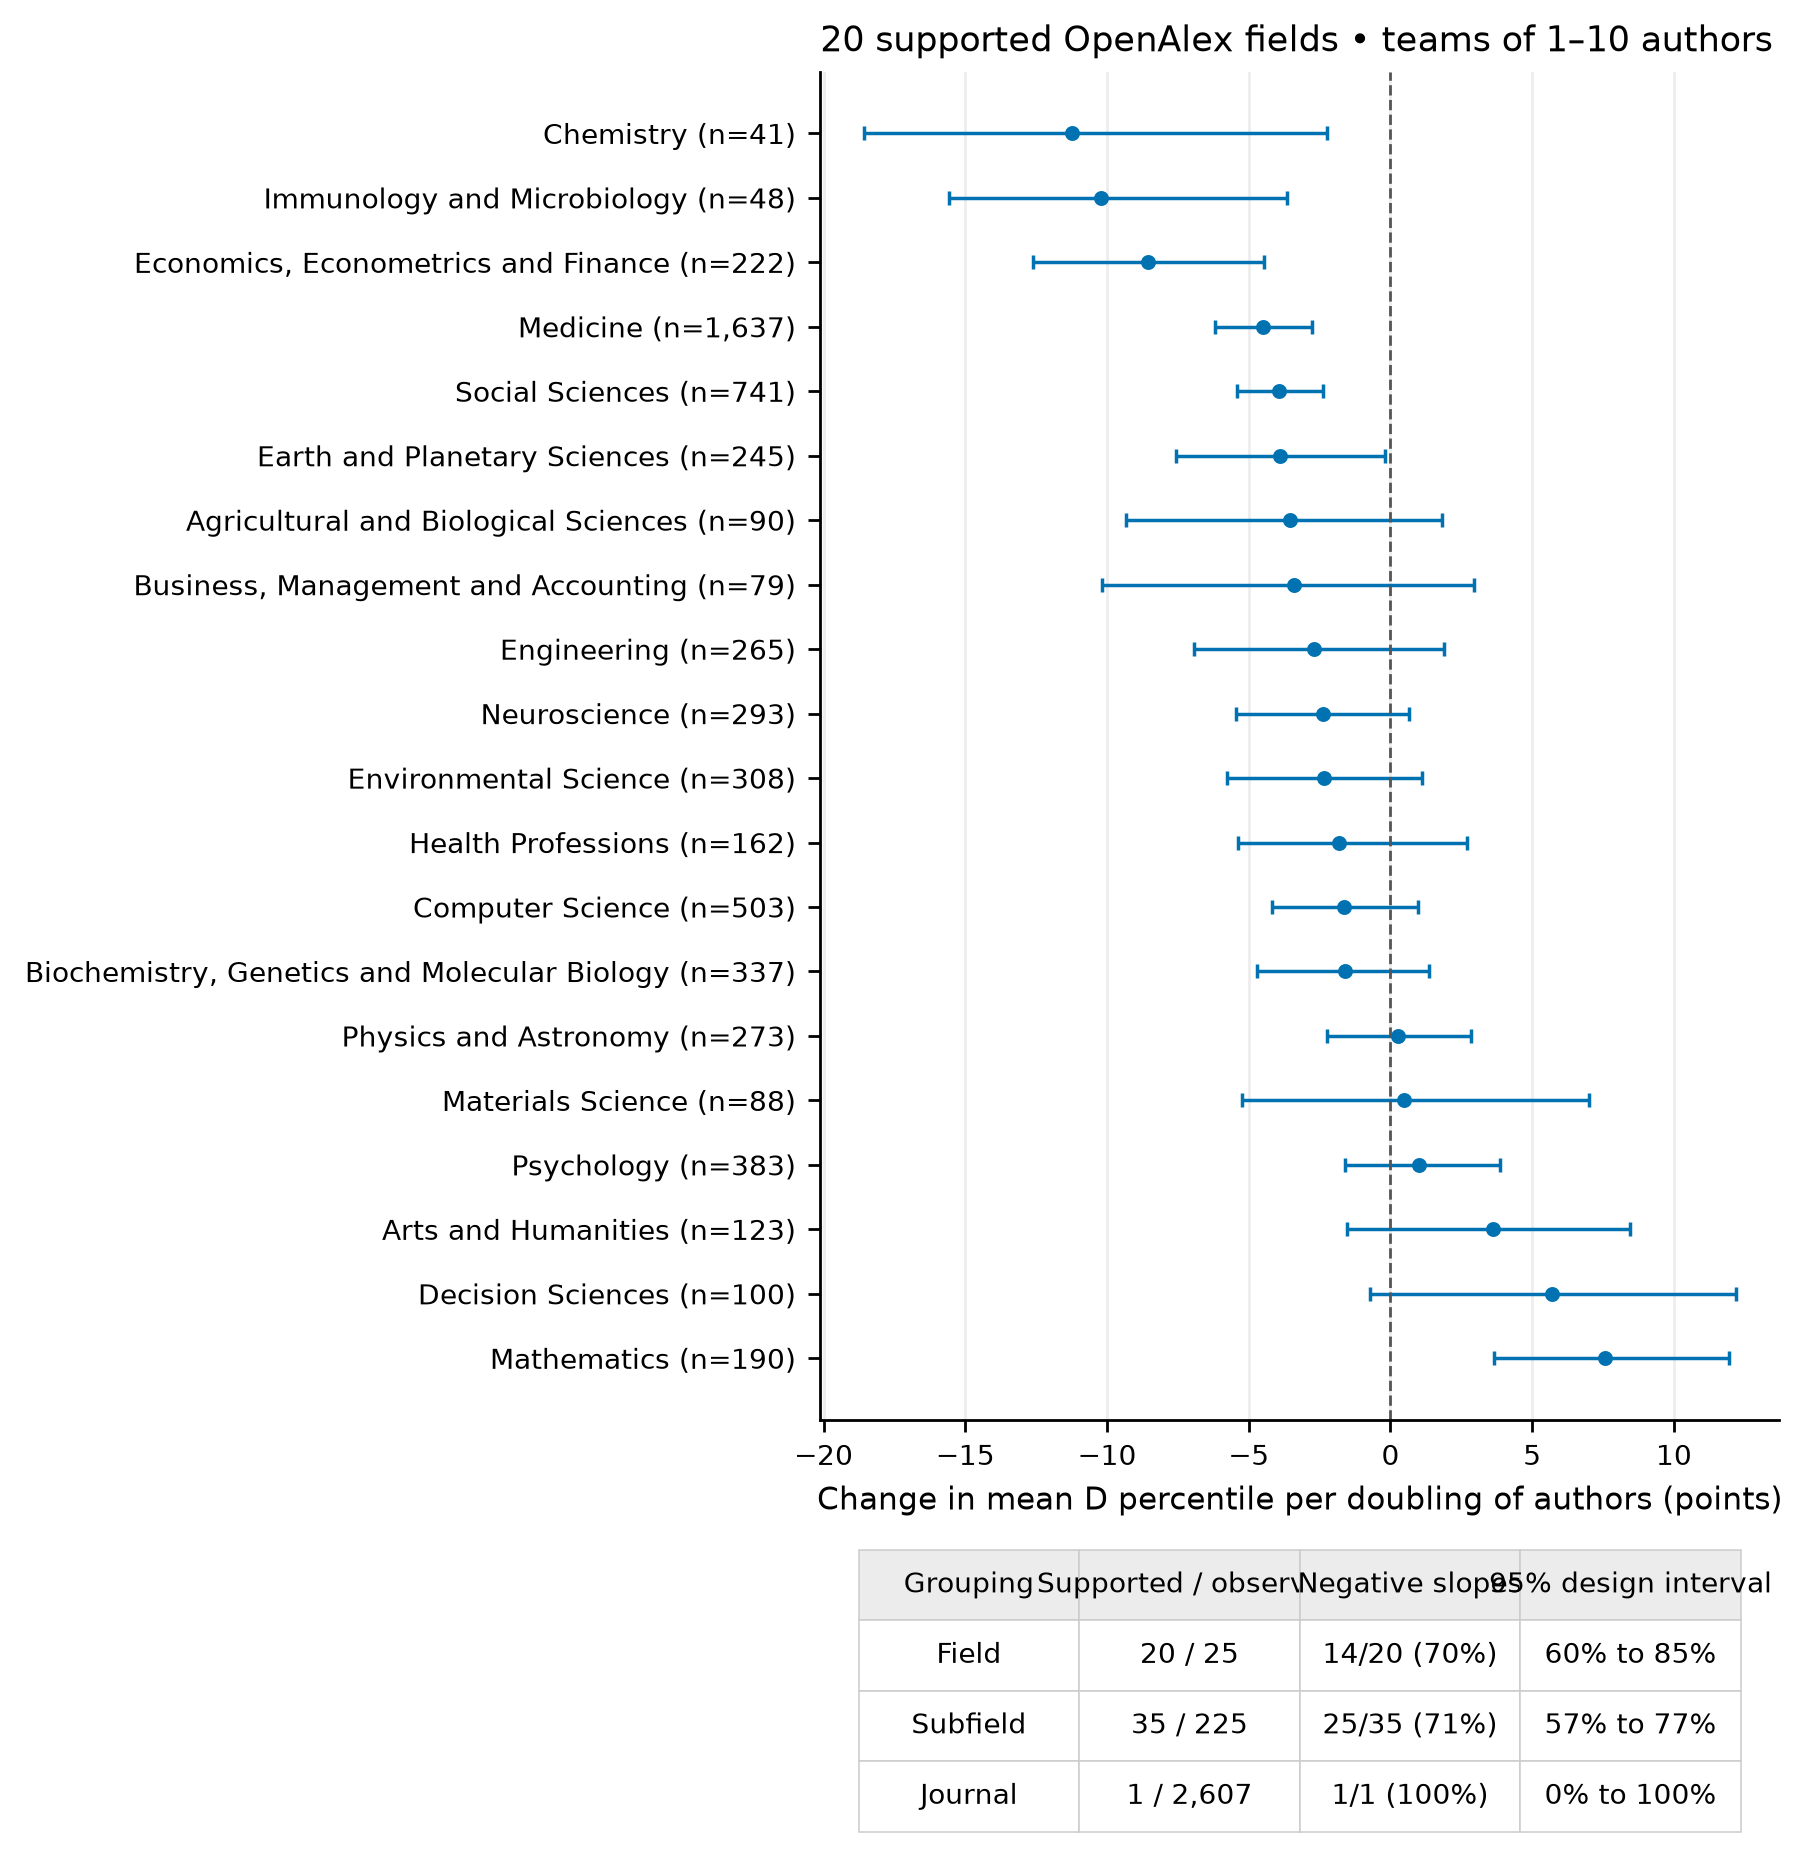 20 supported OpenAlex fields • teams of 1–10 authors
Chemistry (n=41)
Immunology and Microbiology (n=48)
Economics, Econometrics and Finance (n=222)
Medicine (n=1,637)
Social Sciences (n=741)
Earth and Planetary Sciences (n=245)
Agricultural and Biological Sciences (n=90)
Business, Management and Accounting (n=79)
Engineering (n=265)
Neuroscience (n=293)
Environmental Science (n=308)
Health Professions (n=162)
Computer Science (n=503)
Biochemistry, Genetics and Molecular Biology (n=337)
Physics and Astronomy (n=273)
Materials Science (n=88)
Psychology (n=383)
Arts and Humanities (n=123)
Decision Sciences (n=100)
Mathematics (n=190)
−20 −15 −10 −5 0 5 10
Change in mean D percentile per doubling of authors (points)
Grouping Supported / observ Negative slopes 95% design interval
Field 20 / 25 14/20 (70%) 60% to 85%
Subfield 35 / 225 25/35 (71%) 57% to 77%
Journal 1 / 2,607 1/1 (100%) 0% to 100%